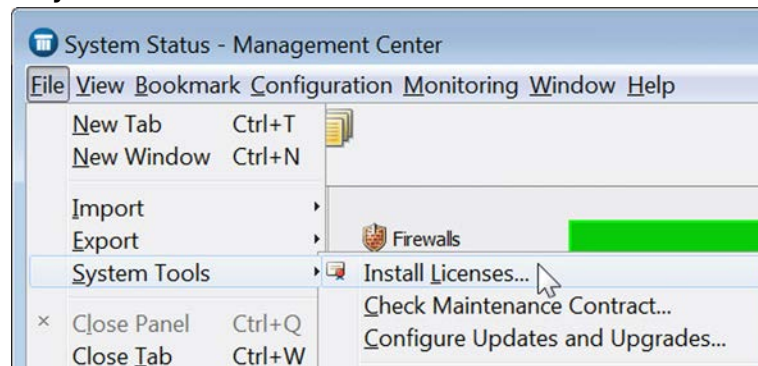 System Status - Management Center
File View Bookmark Configuration Monitoring Window Help
New Tab Ctrl+T
New Window Ctrl+N
Import
Export
Firewalls
System Tools
Install Licenses...
Check Maintenance Contract...
Configure Updates and Upgrades...
× Close Panel Ctrl+Q
Close Tab Ctrl+W